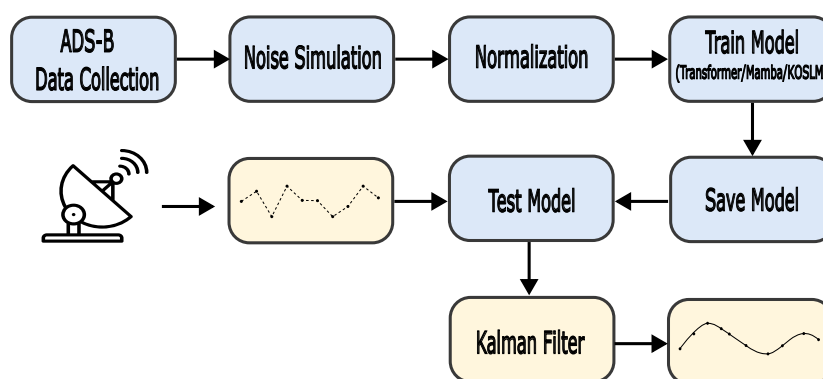 ADS-B
Data Collection
Noise Simulation
Normalization
Train Model
(Transformer/Mamba/KOSLM
Test Model
Save Model
Kalman Filter